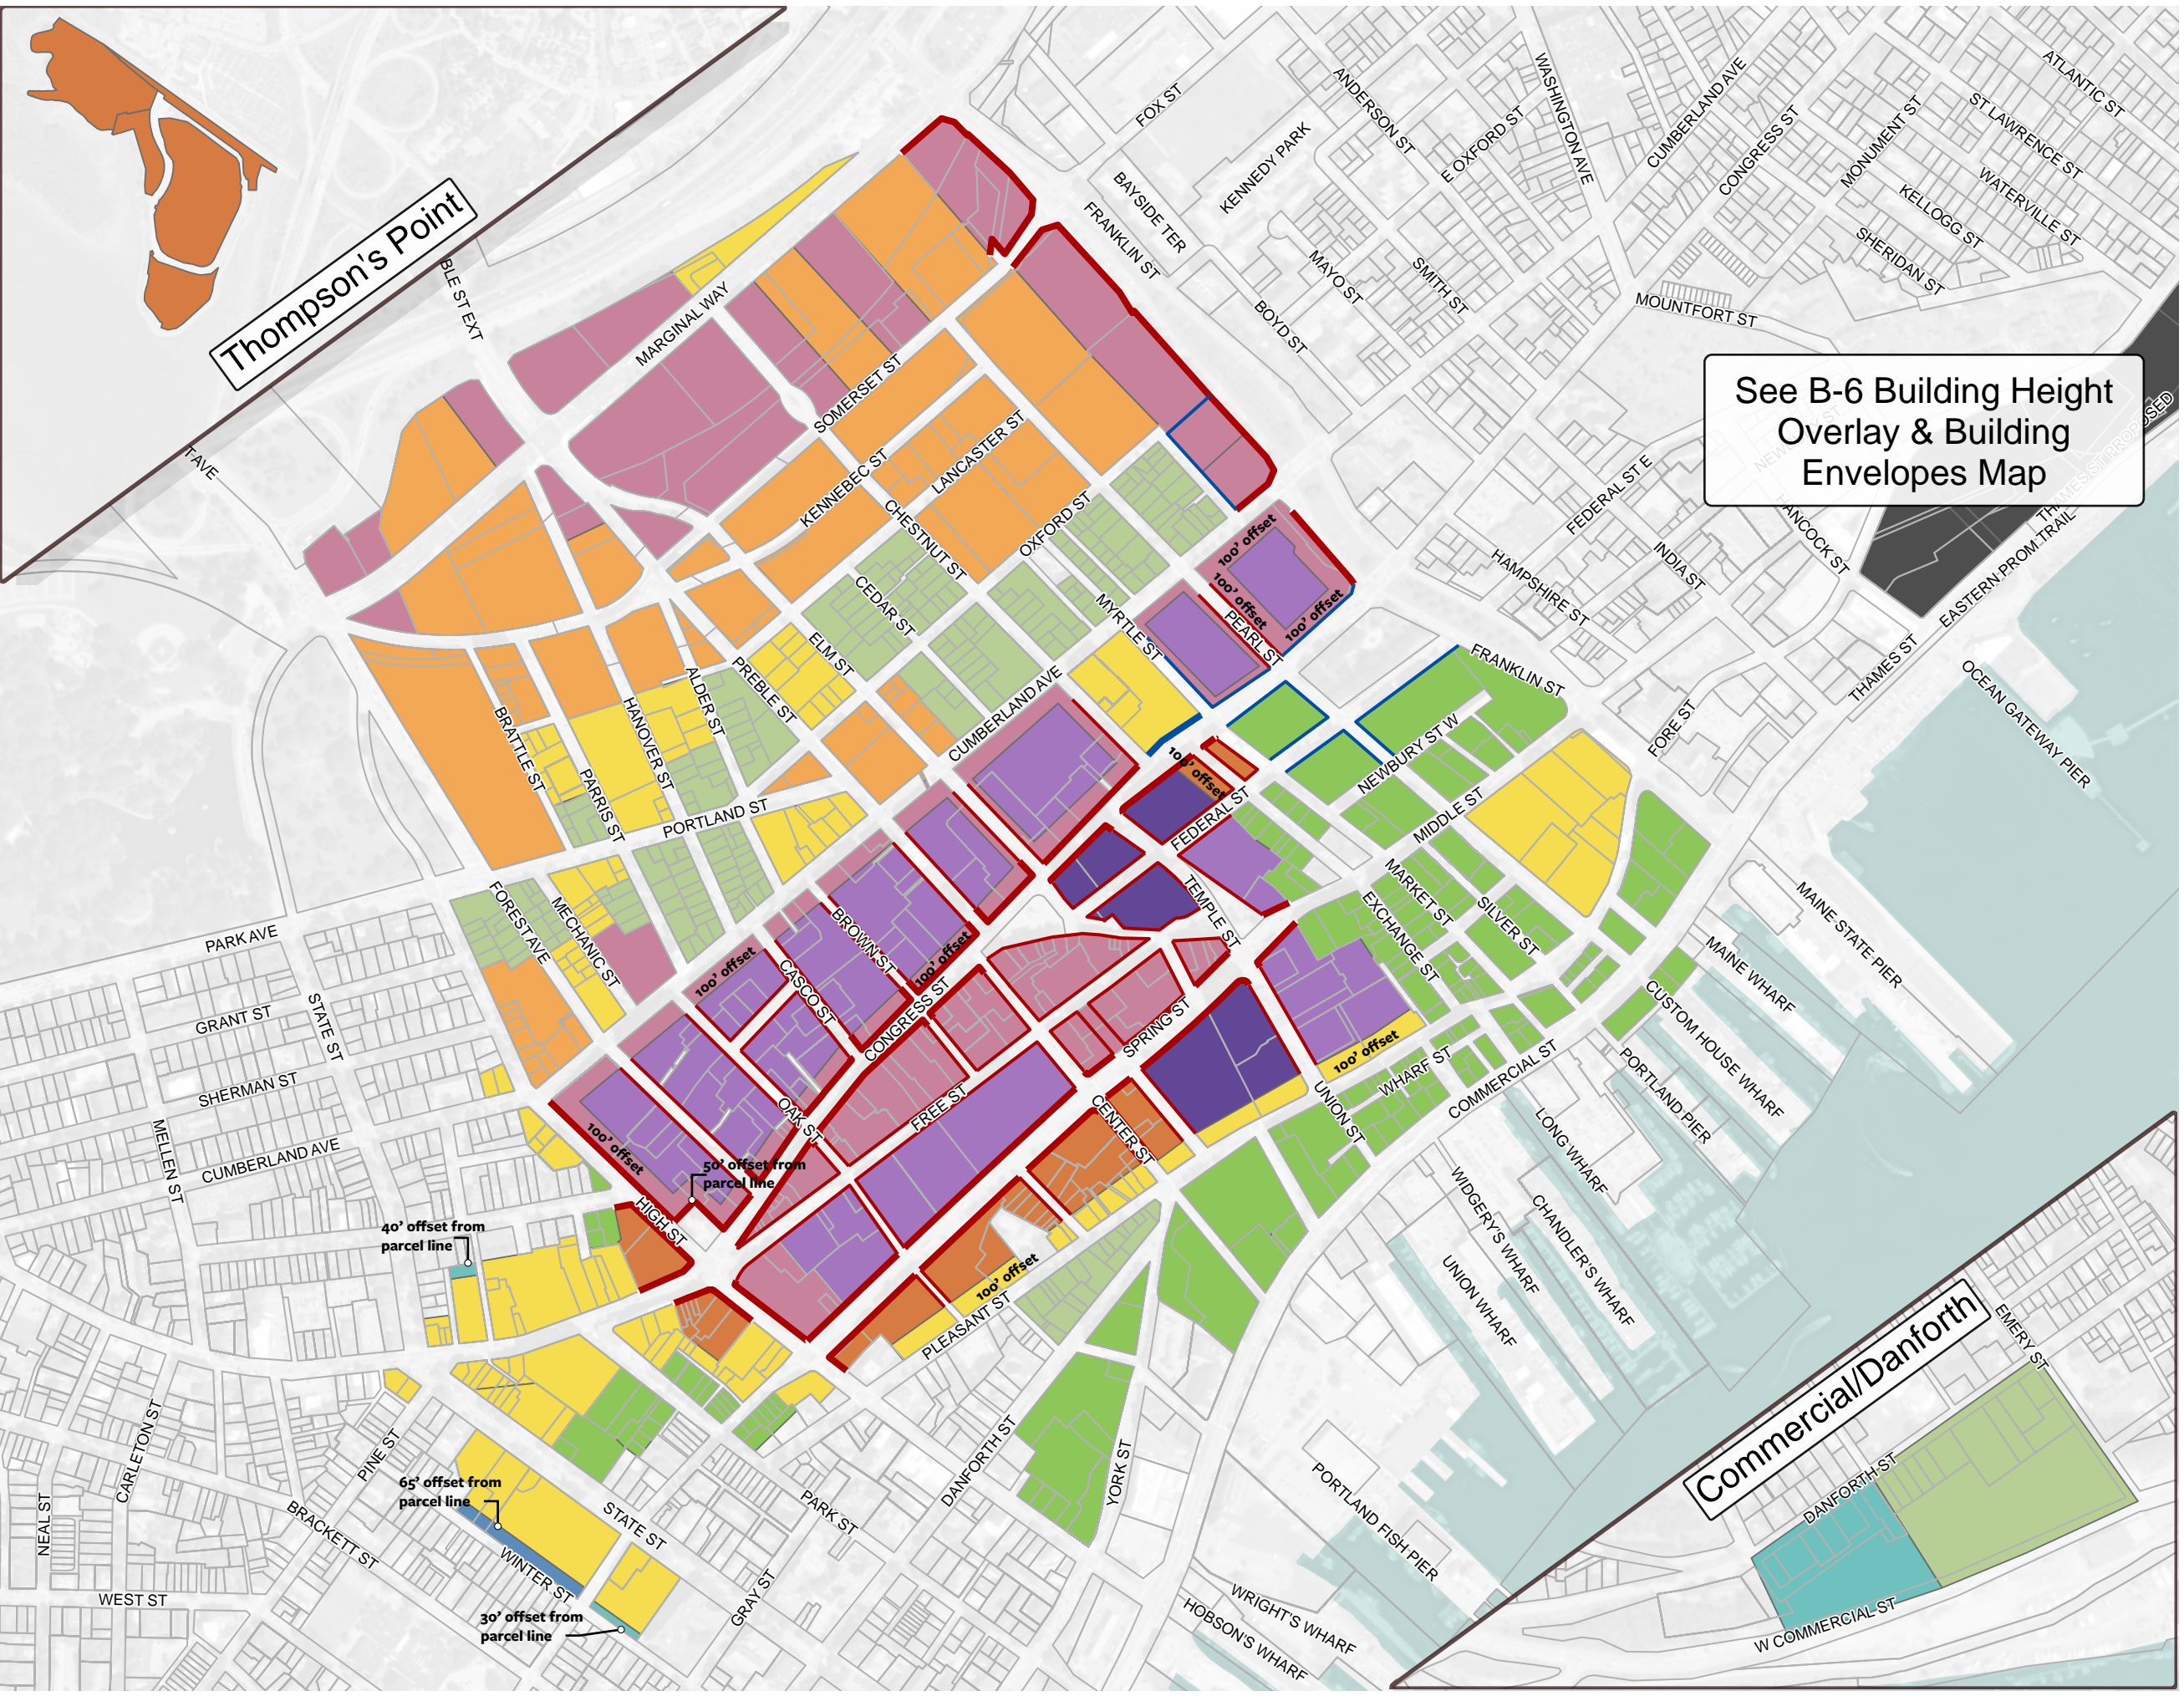 Thompson's Point
BLE ST EXT
T AVE
MARGINAL WAY
SOMERSET ST
KENNEBEC ST
LANCASTER ST
OXFORD ST
CHESTNUT ST
CEDAR ST
ELM ST
PREBLE ST
ALDER ST
HANOVER ST
BRATTLE ST
PARRIS ST
PORTLAND ST
CUMBERLAND AVE
MYRTLE ST
PEARL ST
100' offset
100' offset
100' offset
100' offset
FOX ST
BAYSIDE TER
FRANKLIN ST
KENNEDY PARK
ANDERSON ST
E OXFORD ST
WASHINGTON AVE
CUMBERLAND AVE
CONGRESS ST
MONUMENT ST
ATLANTIC ST
ST LAWRENCE ST
WATERVILLE ST
KELLOGG ST
SHERIDAN ST
MAYO ST
SMITH ST
BOYD ST
MOUNTFORT ST
See B-6 Building Height
Overlay & Building
Envelopes Map
THAMES ST PROPOSED
EASTERN PROM TRAIL
FEDERAL ST E
HANCOCK ST
INDIA ST
HAMPSHIRE ST
THAMES ST
FORE ST
OCEAN GATEWAY PIER
FRANKLIN ST
NEWBURY ST W
MIDDLE ST
FEDERAL ST
MARKET ST
SILVER ST
EXCHANGE ST
TEMPLE ST
MAINE STATE PIER
MAINE WHARF
CUSTOM HOUSE WHARF
PORTLAND PIER
LONG WHARF
CHANDLER'S WHARF
WIDGERY'S WHARF
UNION WHARF
COMMERCIAL ST
WHARF ST
UNION ST
100' offset
SPRING ST
CENTER ST
FREE ST
CONGRESS ST
100' offset
BROWN ST
CASCO ST
100' offset
OAK ST
100' offset
50' offset from
parcel line
HIGH ST
FOREST AVE
MECHANIC ST
PARK AVE
GRANT ST
STATE ST
SHERMAN ST
CUMBERLAND AVE
MELLEN ST
40' offset from
parcel line
100' offset
PLEASANT ST
DANFORTH ST
YORK ST
PARK ST
STATE ST
GRAY ST
PINE ST
CARLETON ST
NEAL ST
BRACKETT ST
WEST ST
WINTER ST
65' offset from
parcel line
30' offset from
parcel line
PORTLAND FISH PIER
WRIGHT'S WHARF
HOBSON'S WHARF
Commercial/Danforth
EMERY ST
DANFORTH ST
W COMMERCIAL ST